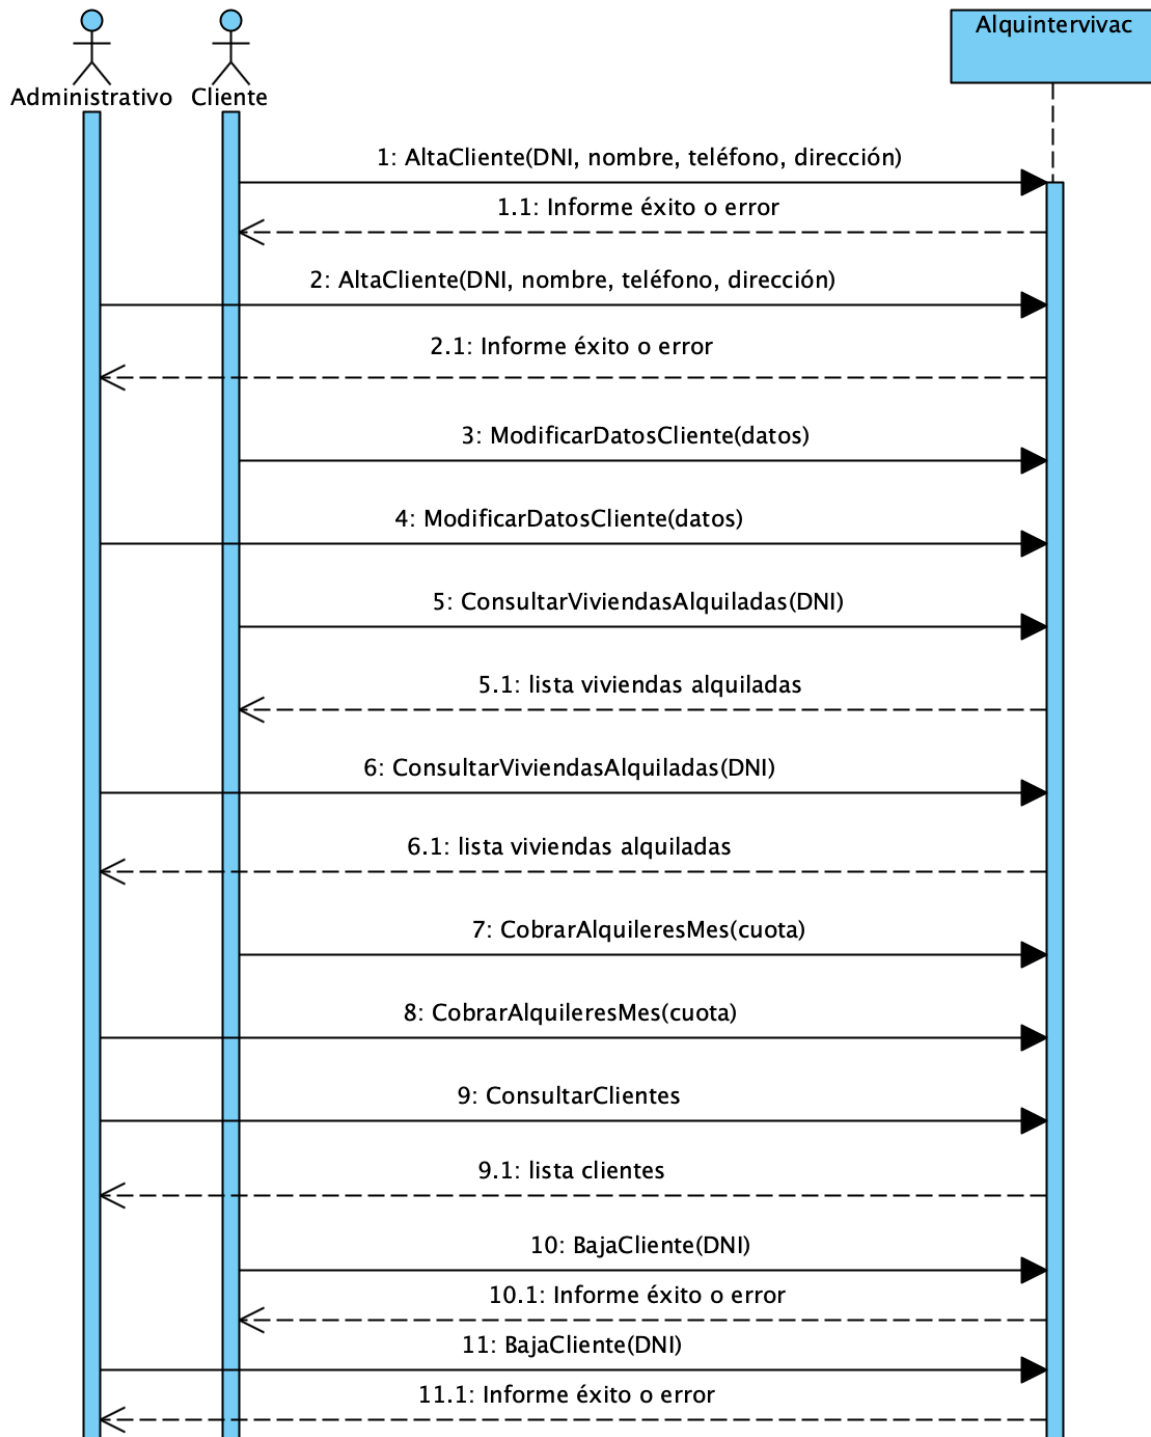 Alquintervivac
Administrativo
Cliente
1: AltaCliente(DNI, nombre, teléfono, dirección)
1.1: Informe éxito o error
2: AltaCliente(DNI, nombre, teléfono, dirección)
2.1: Informe éxito o error
3: ModificarDatosCliente(datos)
4: ModificarDatosCliente(datos)
5: ConsultarViviendasAlquiladas(DNI)
5.1: lista viviendas alquiladas
6: ConsultarViviendasAlquiladas(DNI)
6.1: lista viviendas alquiladas
7: CobrarAlquileresMes(cuota)
8: CobrarAlquileresMes(cuota)
9: ConsultarClientes
9.1: lista clientes
10: BajaCliente(DNI)
10.1: Informe éxito o error
11: BajaCliente(DNI)
11.1: Informe éxito o error